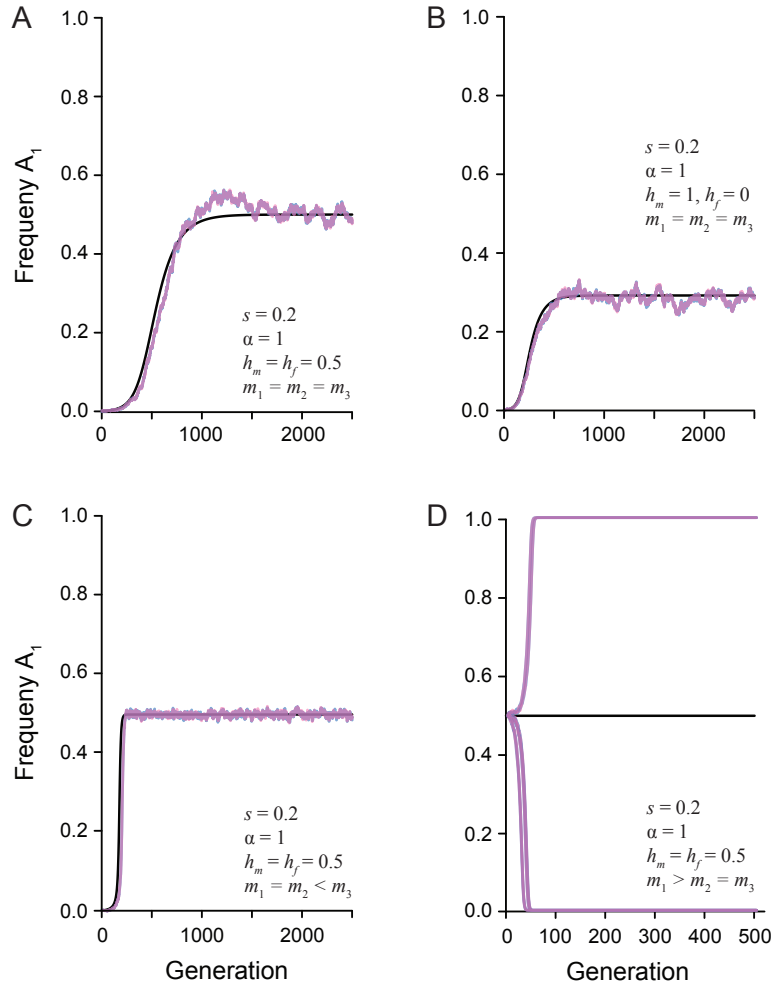 A
1.0
0.8
0.6
0.4
0.2
0.0
Frequeny A₁
s = 0.2
α = 1
hₘ = h_f = 0.5
m₁ = m₂ = m₃
0
1000
2000
B
1.0
0.8
0.6
0.4
0.2
0.0
s = 0.2
α = 1
hₘ = 1, h_f = 0
m₁ = m₂ = m₃
0
1000
2000
C
1.0
0.8
0.6
0.4
0.2
0.0
Frequeny A₁
s = 0.2
α = 1
hₘ = h_f = 0.5
m₁ = m₂ < m₃
0
1000
2000
Generation
D
1.0
0.8
0.6
0.4
0.2
0.0
s = 0.2
α = 1
hₘ = h_f = 0.5
m₁ > m₂ = m₃
0
100
200
300
400
500
Generation